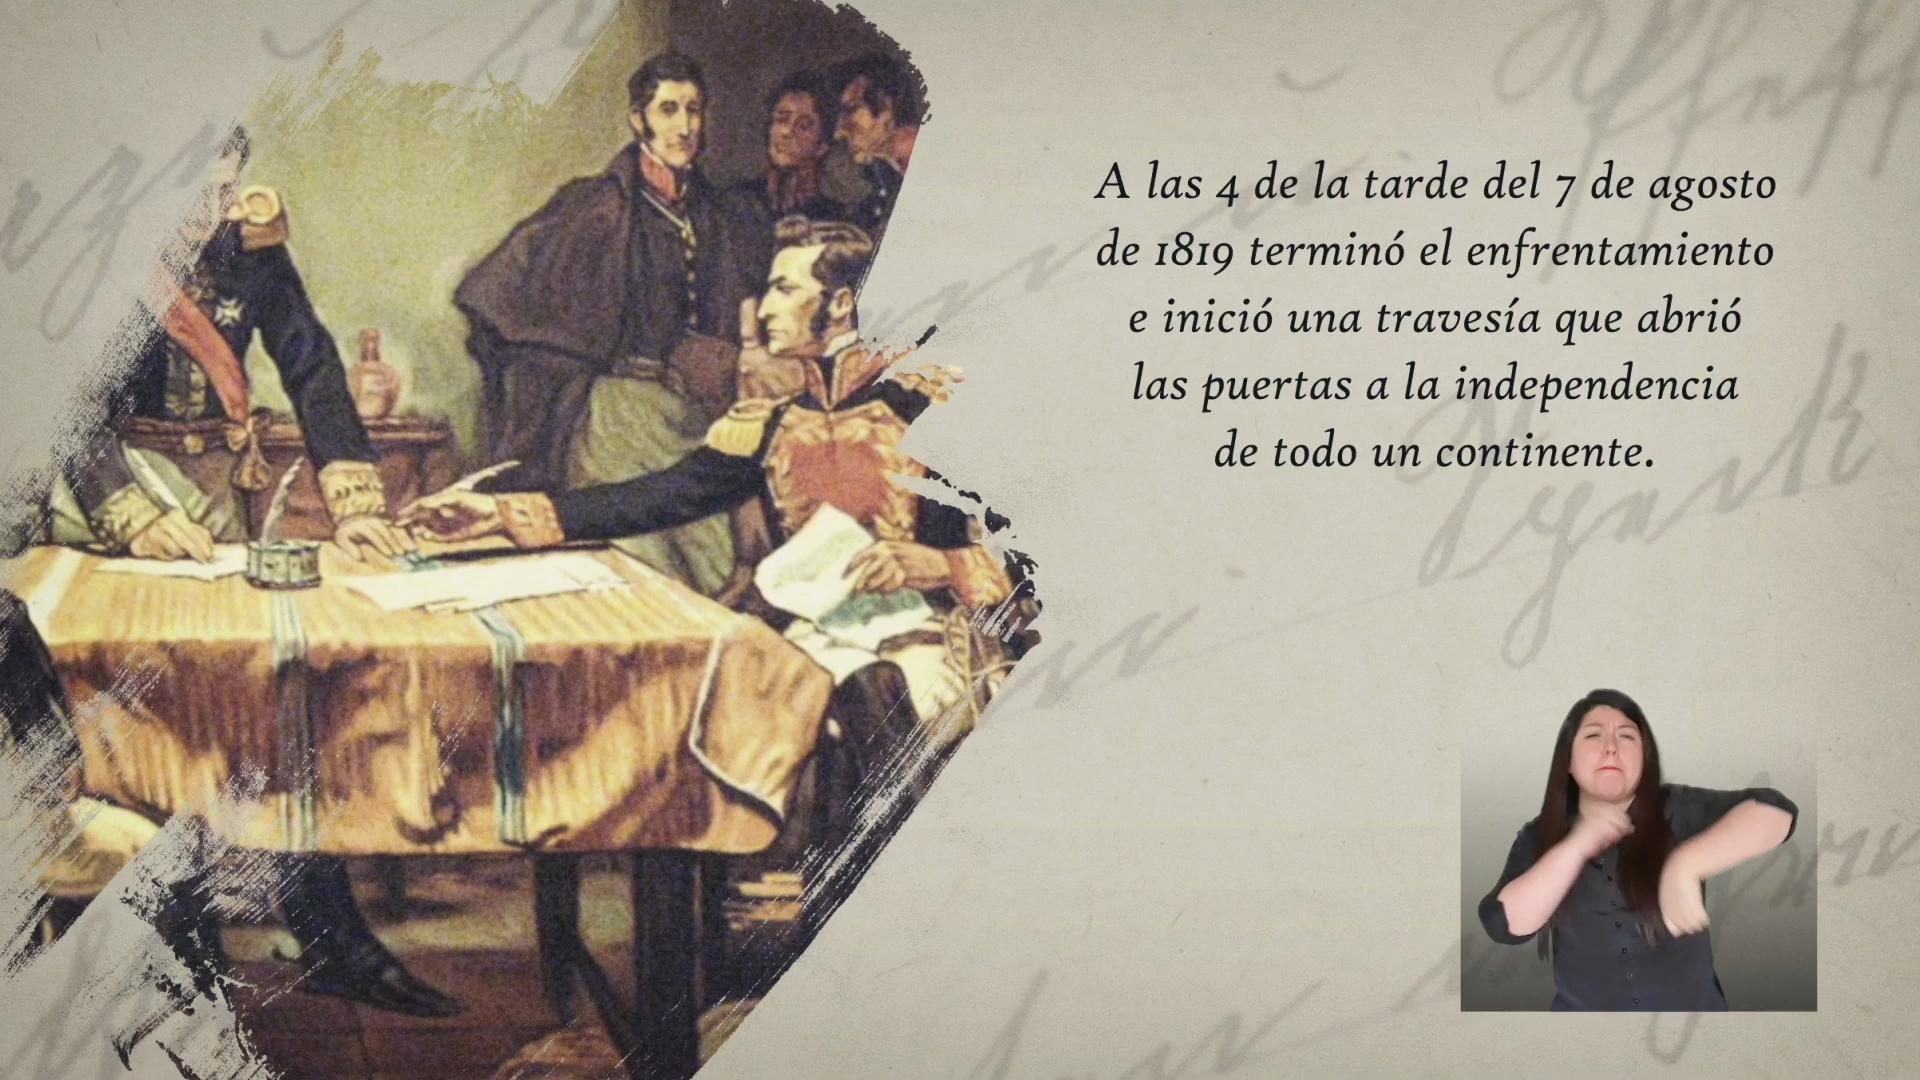 A las 4 de la tarde del 7 de agosto
de 1819 terminó el enfrentamiento
e inició una travesía que abrió
las puertas a la independencia
de todo un continente.